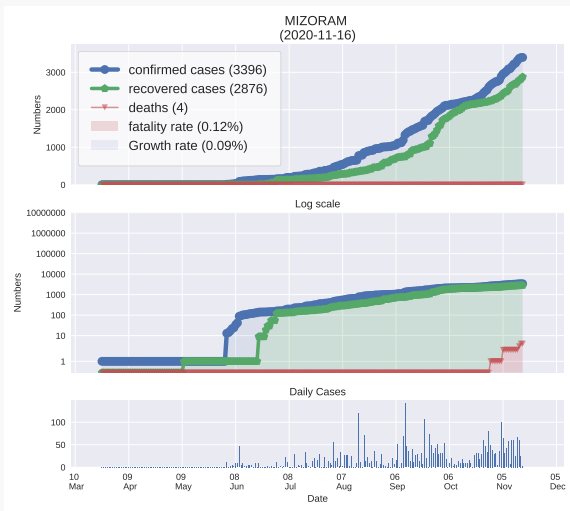 MIZORAM
(2020-11-16)
Numbers
3000
2000
1000
0
confirmed cases (3396)
recovered cases (2876)
deaths (4)
fatality rate (0.12%)
Growth rate (0.09%)
Log scale
Numbers
10000000
1000000
100000
10000
1000
100
10
1
Daily Cases
100
50
0
10 09 09 08 08 07 06 06 05 05
Mar Apr May Jun Jul Aug Sep Oct Nov Dec
Date